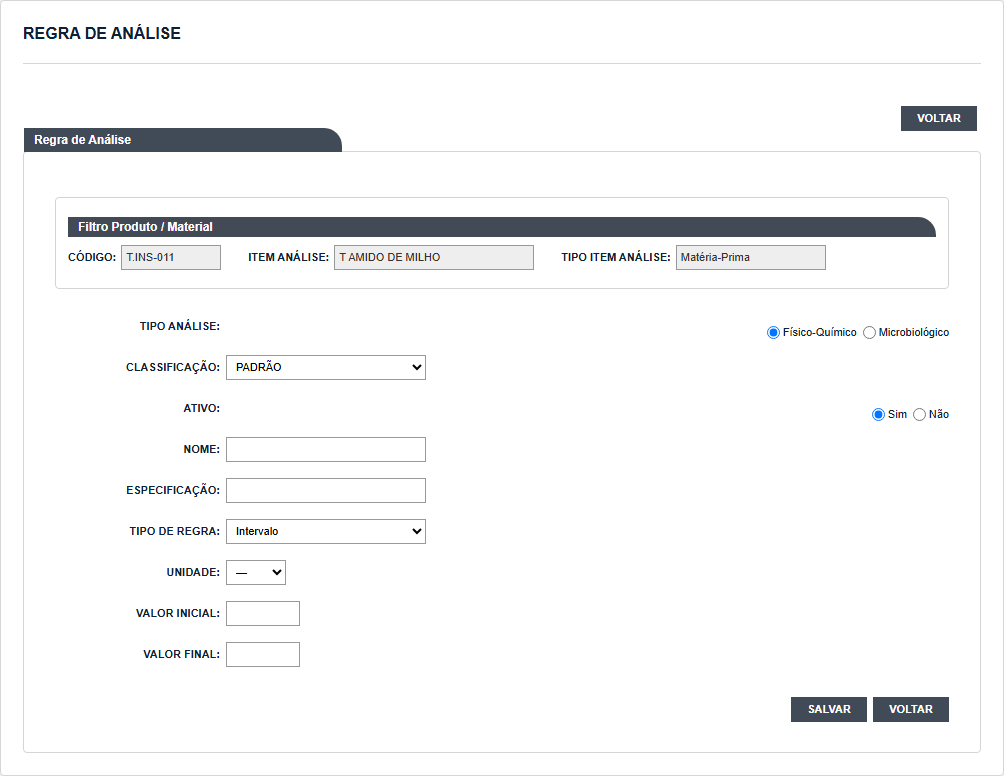 REGRA DE ANÁLISE
VOLTAR
Regra de Análise
Filtro Produto / Material
CÓDIGO: T.INS-011 ITEM ANÁLISE: T AMIDO DE MILHO TIPO ITEM ANÁLISE: Matéria-Prima
TIPO ANÁLISE: Físico-Químico Microbiológico
CLASSIFICAÇÃO: PADRÃO
ATIVO: Sim Não
NOME:
ESPECIFICAÇÃO:
TIPO DE REGRA: Intervalo
UNIDADE: —
VALOR INICIAL:
VALOR FINAL:
SALVAR VOLTAR